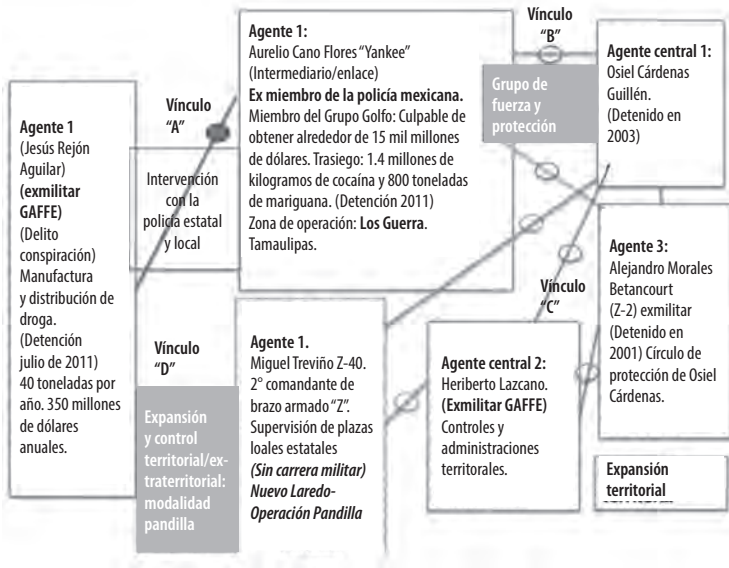 Agente 1:
Aurelio Cano Flores “Yankee”
(Intermediario/enlace)
Ex miembro de la policía mexicana.
Miembro del Grupo Golfo: Culpable de
obtener alrededor de 15 mil millones
de dólares. Trasiego: 1.4 millones de
kilogramos de cocaína y 800 toneladas
de mariguana. (Detención 2011)
Zona de operación: Los Guerra.
Tamaulipas.
Vínculo
“B”
Grupo de
fuerza y
protección
Agente central 1:
Osiel Cárdenas
Guillén.
(Detenido en
2003)
Vínculo
“A”
Agente 1
(Jesús Rejón
Aguilar)
(exmilitar
GAFFE)
(Delito
conspiración)
Manufactura
y distribución de
droga.
(Detención
julio de 2011)
40 toneladas por
año. 350 millones
de dólares
anuales.
Intervención
con la
policía estatal
y local
Agente 3:
Alejandro Morales
Betancourt
(Z-2) exmilitar
(Detenido en
2001) Círculo de
protección de Osiel
Cárdenas.
Vínculo
“C”
Vínculo
“D”
Expansión
y control
territorial/ex-
traterritorial:
modalidad
pandilla
Agente 1.
Miguel Treviño Z-40.
2° comandante de
brazo armado “Z”.
Supervisión de plazas
loales estatales
(Sin carrera militar)
Nuevo Laredo-
Operación Pandilla
Agente central 2:
Heriberto Lazcano.
(Exmilitar GAFFE)
Controles y
administraciones
territorales.
Expansión
territorial